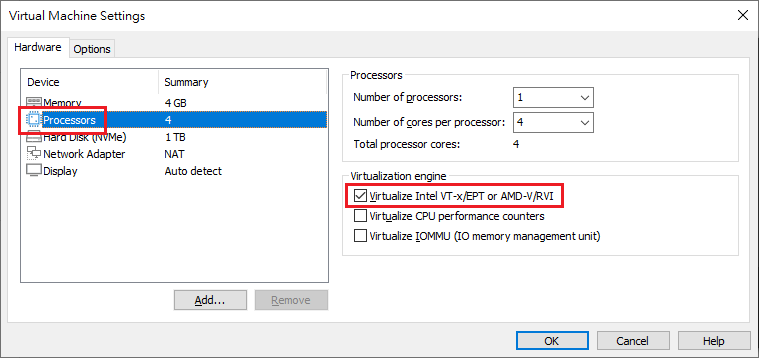 Virtual Machine Settings
Hardware Options
Device Summary
Memory 4 GB
Processors 4
Hard Disk (NVMe) 1 TB
Network Adapter NAT
Display Auto detect
Add... Remove
Processors
Number of processors: 1
Number of cores per processor: 4
Total processor cores: 4
Virtualization engine
Virtualize Intel VT-x/EPT or AMD-V/RVI
Virtualize CPU performance counters
Virtualize IOMMU (IO memory management unit)
OK Cancel Help